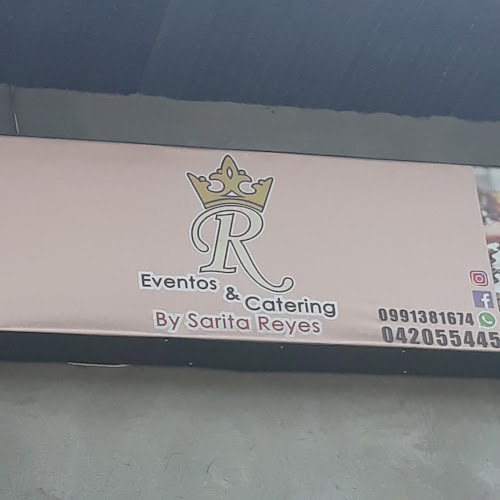 R
Eventos
& Catering
By Sarita Reyes
0991381674
042055445